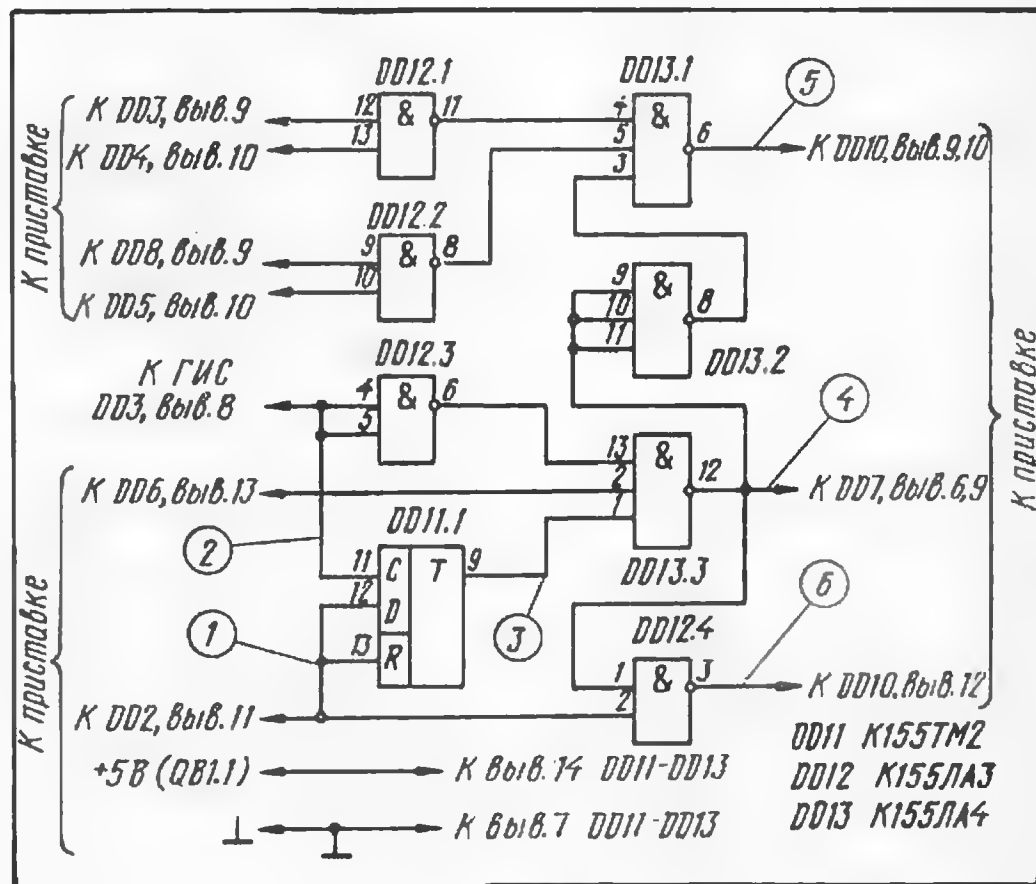 DD12.1
DD13.1
5
К DD3, выв.9
12
&
11
4
&
6
13
5
3
К DD4, выв.10
К DD10, выв.9,10
К приставке
DD12.2
К DD8, выв.9
9
&
8
10
К DD5, выв.10
9
&
8
10
11
DD13.2
DD12.3
К ГИС
DD3, выв.8
4
&
6
5
4
13
&
12
2
1
К DD6, выв.13
К DD7, выв.6,9
К приставке
DD13.3
2
DD11.1
11
C
T
9
12
D
13
R
1
3
6
DD12.4
1
&
3
2
К DD2, выв.11
К DD10, выв.12
К приставке
DD11 К155ТМ2
+5В (QB1.1)
К выв.14 DD11-DD13
DD12 К155ЛА3
К выв.7 DD11-DD13
DD13 К155ЛА4